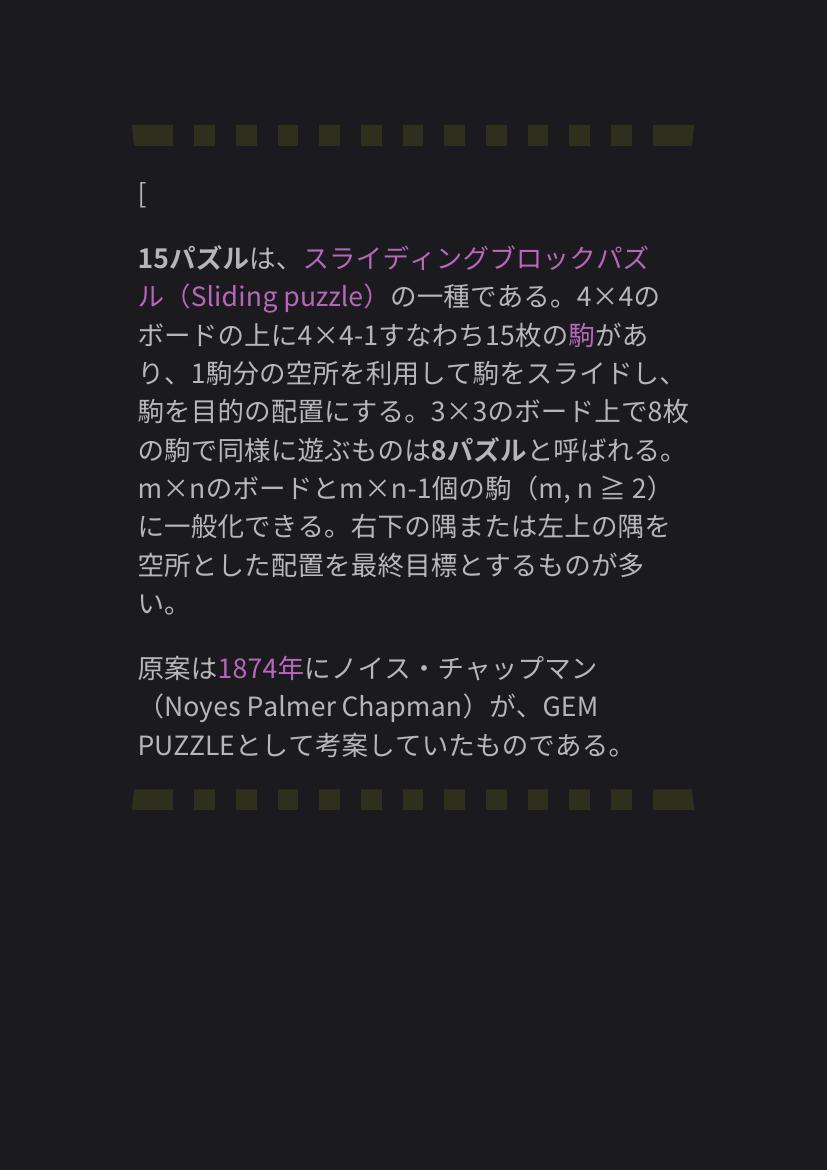 [
15パズルは、スライディングブロックパズ
ル（Sliding puzzle）の一種である。4×4の
ボードの上に4×4-1すなわち15枚の駒があ
り、1駒分の空所を利用して駒をスライドし、
駒を目的の配置にする。3×3のボード上で8枚
の駒で同様に遊ぶものは8パズルと呼ばれる。
m×nのボードとm×n-1個の駒（m, n ≧ 2）
に一般化できる。右下の隅または左上の隅を
空所とした配置を最終目標とするものが多
い。
原案は1874年にノイス・チャップマン
（Noyes Palmer Chapman）が、GEM
PUZZLEとして考案していたものである。